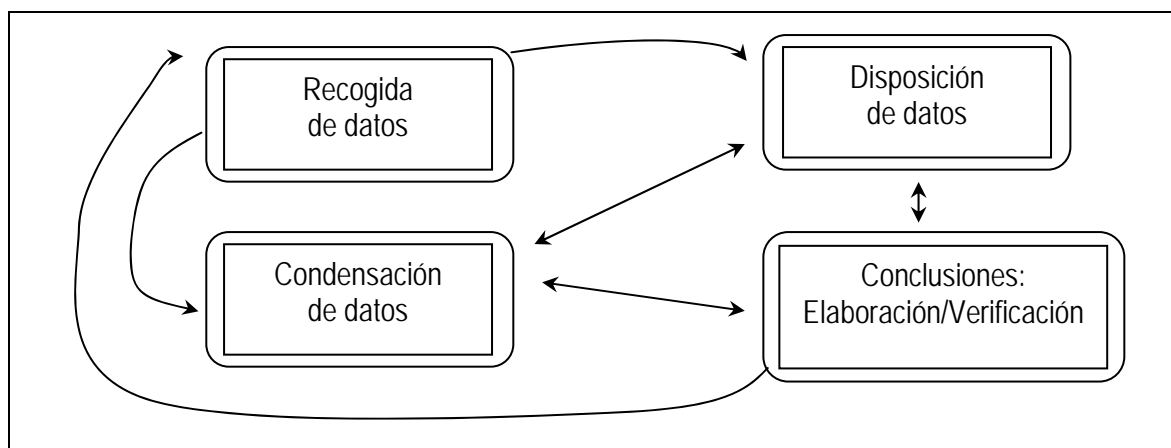 Recogida
de datos
Disposición
de datos
Condensación
de datos
Conclusiones:
Elaboración/Verificación